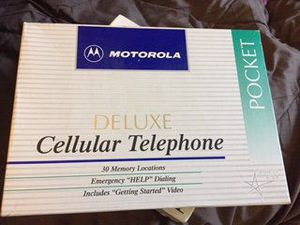 MOTOROLA
POCKET
DELUXE
Cellular Telephone
30 Memory Locations
Emergency "HELP" Dialing
Includes "Getting Started" Video